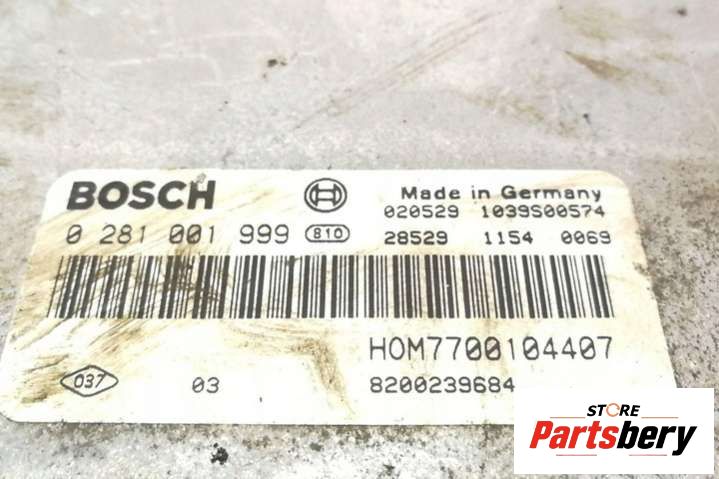 BOSCH
Made in Germany
020529 1039S00574
0 281 001 999 810
28529 1154 0069
HOM7700104407
037
03
8200239684
STORE
Partsbery